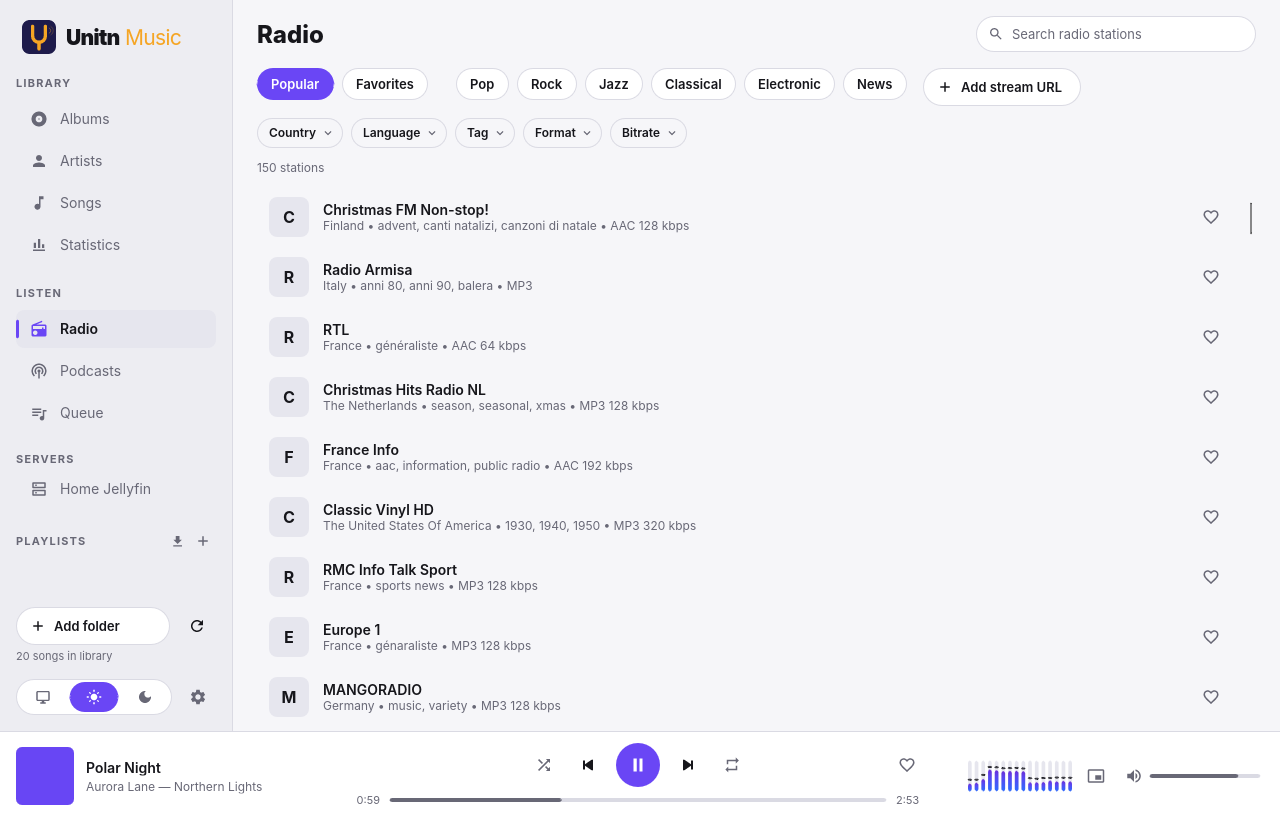 Unitn Music
LIBRARY
Albums
Artists
Songs
Statistics
LISTEN
Radio
Podcasts
Queue
SERVERS
Home Jellyfin
PLAYLISTS
Add folder
20 songs in library
Radio
Search radio stations
Popular Favorites Pop Rock Jazz Classical Electronic News Add stream URL
Country Language Tag Format Bitrate
150 stations
C
Christmas FM Non-stop!
Finland • advent, canti natalizi, canzoni di natale • AAC 128 kbps
R
Radio Armisa
Italy • anni 80, anni 90, balera • MP3
R
RTL
France • généraliste • AAC 64 kbps
C
Christmas Hits Radio NL
The Netherlands • season, seasonal, xmas • MP3 128 kbps
F
France Info
France • aac, information, public radio • AAC 192 kbps
C
Classic Vinyl HD
The United States Of America • 1930, 1940, 1950 • MP3 320 kbps
R
RMC Info Talk Sport
France • sports news • MP3 128 kbps
E
Europe 1
France • génaraliste • MP3 128 kbps
M
MANGORADIO
Germany • music, variety • MP3 128 kbps
Polar Night
Aurora Lane — Northern Lights
0:59 2:53